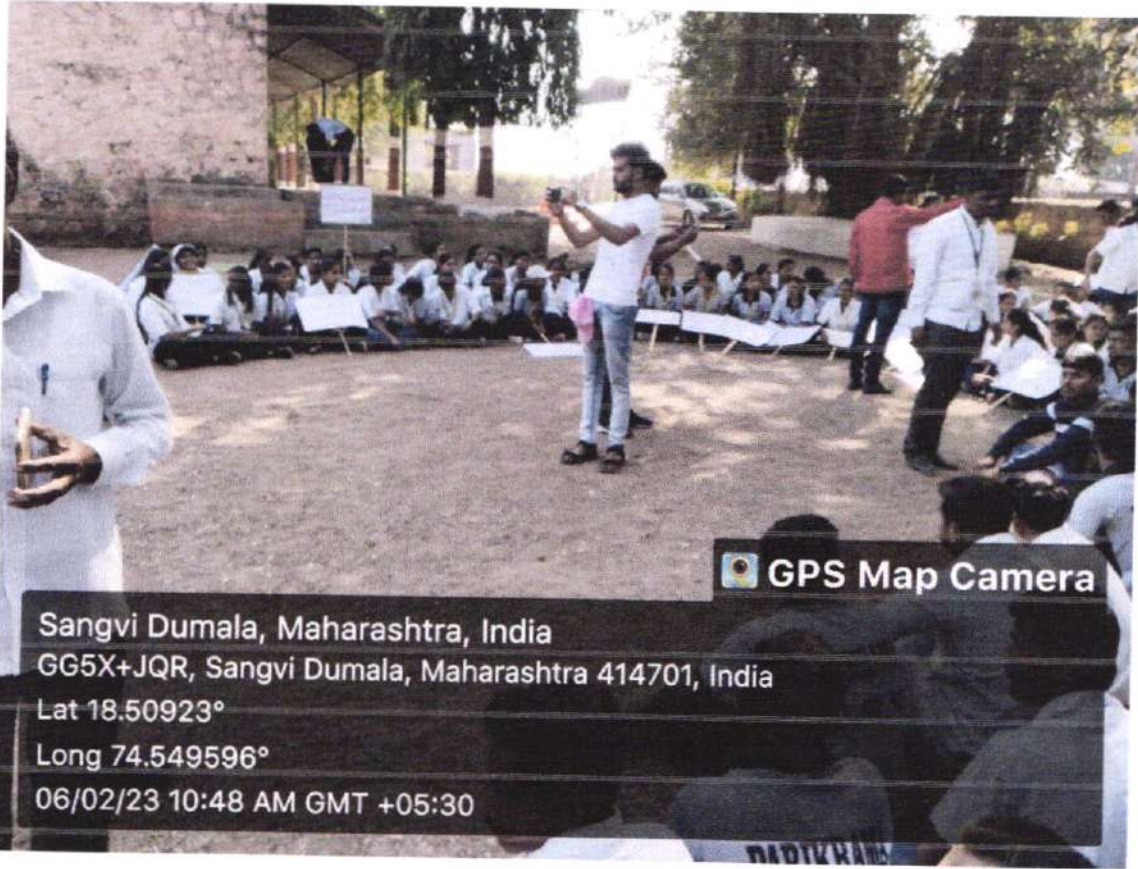 GPS Map Camera
Sangvi Dumala, Maharashtra, India
GG5X+JQR, Sangvi Dumala, Maharashtra 414701, India
Lat 18.50923°
Long 74.549596°
06/02/23 10:48 AM GMT +05:30